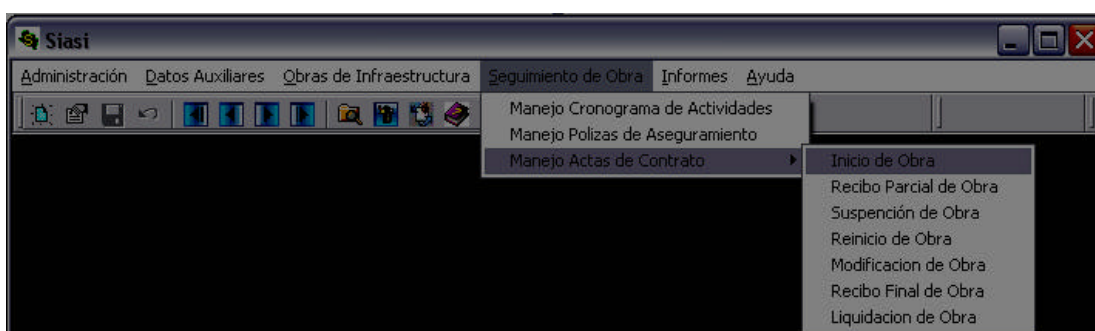 Siasi
Administración Datos Auxiliares Obras de Infraestructura Seguimiento de Obra Informes Ayuda
Manejo Cronograma de Actividades
Manejo Polizas de Aseguramiento
Manejo Actas de Contrato
Inicio de Obra
Recibo Parcial de Obra
Suspención de Obra
Reinicio de Obra
Modificacion de Obra
Recibo Final de Obra
Liquidacion de Obra